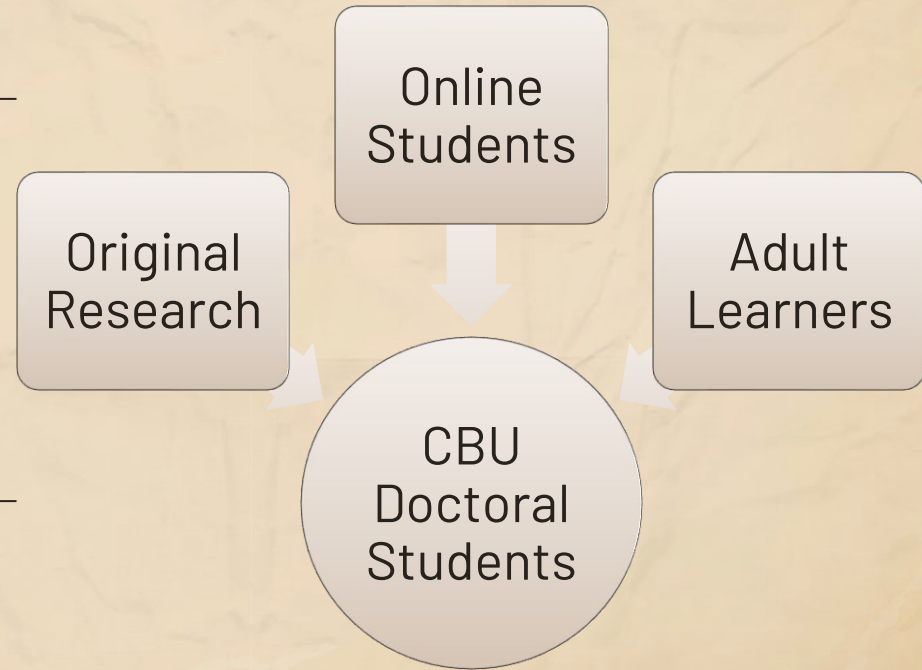 Online
Students
Original
Research
Adult
Learners
CBU
Doctoral
Students